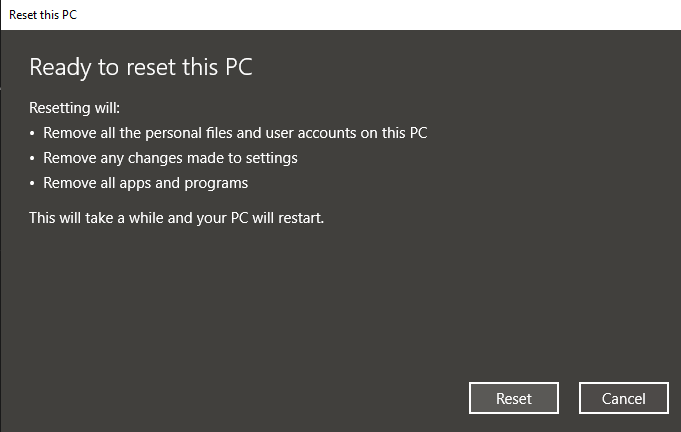 Reset this PC
Ready to reset this PC
Resetting will:
• Remove all the personal files and user accounts on this PC
• Remove any changes made to settings
• Remove all apps and programs
This will take a while and your PC will restart.
Reset Cancel